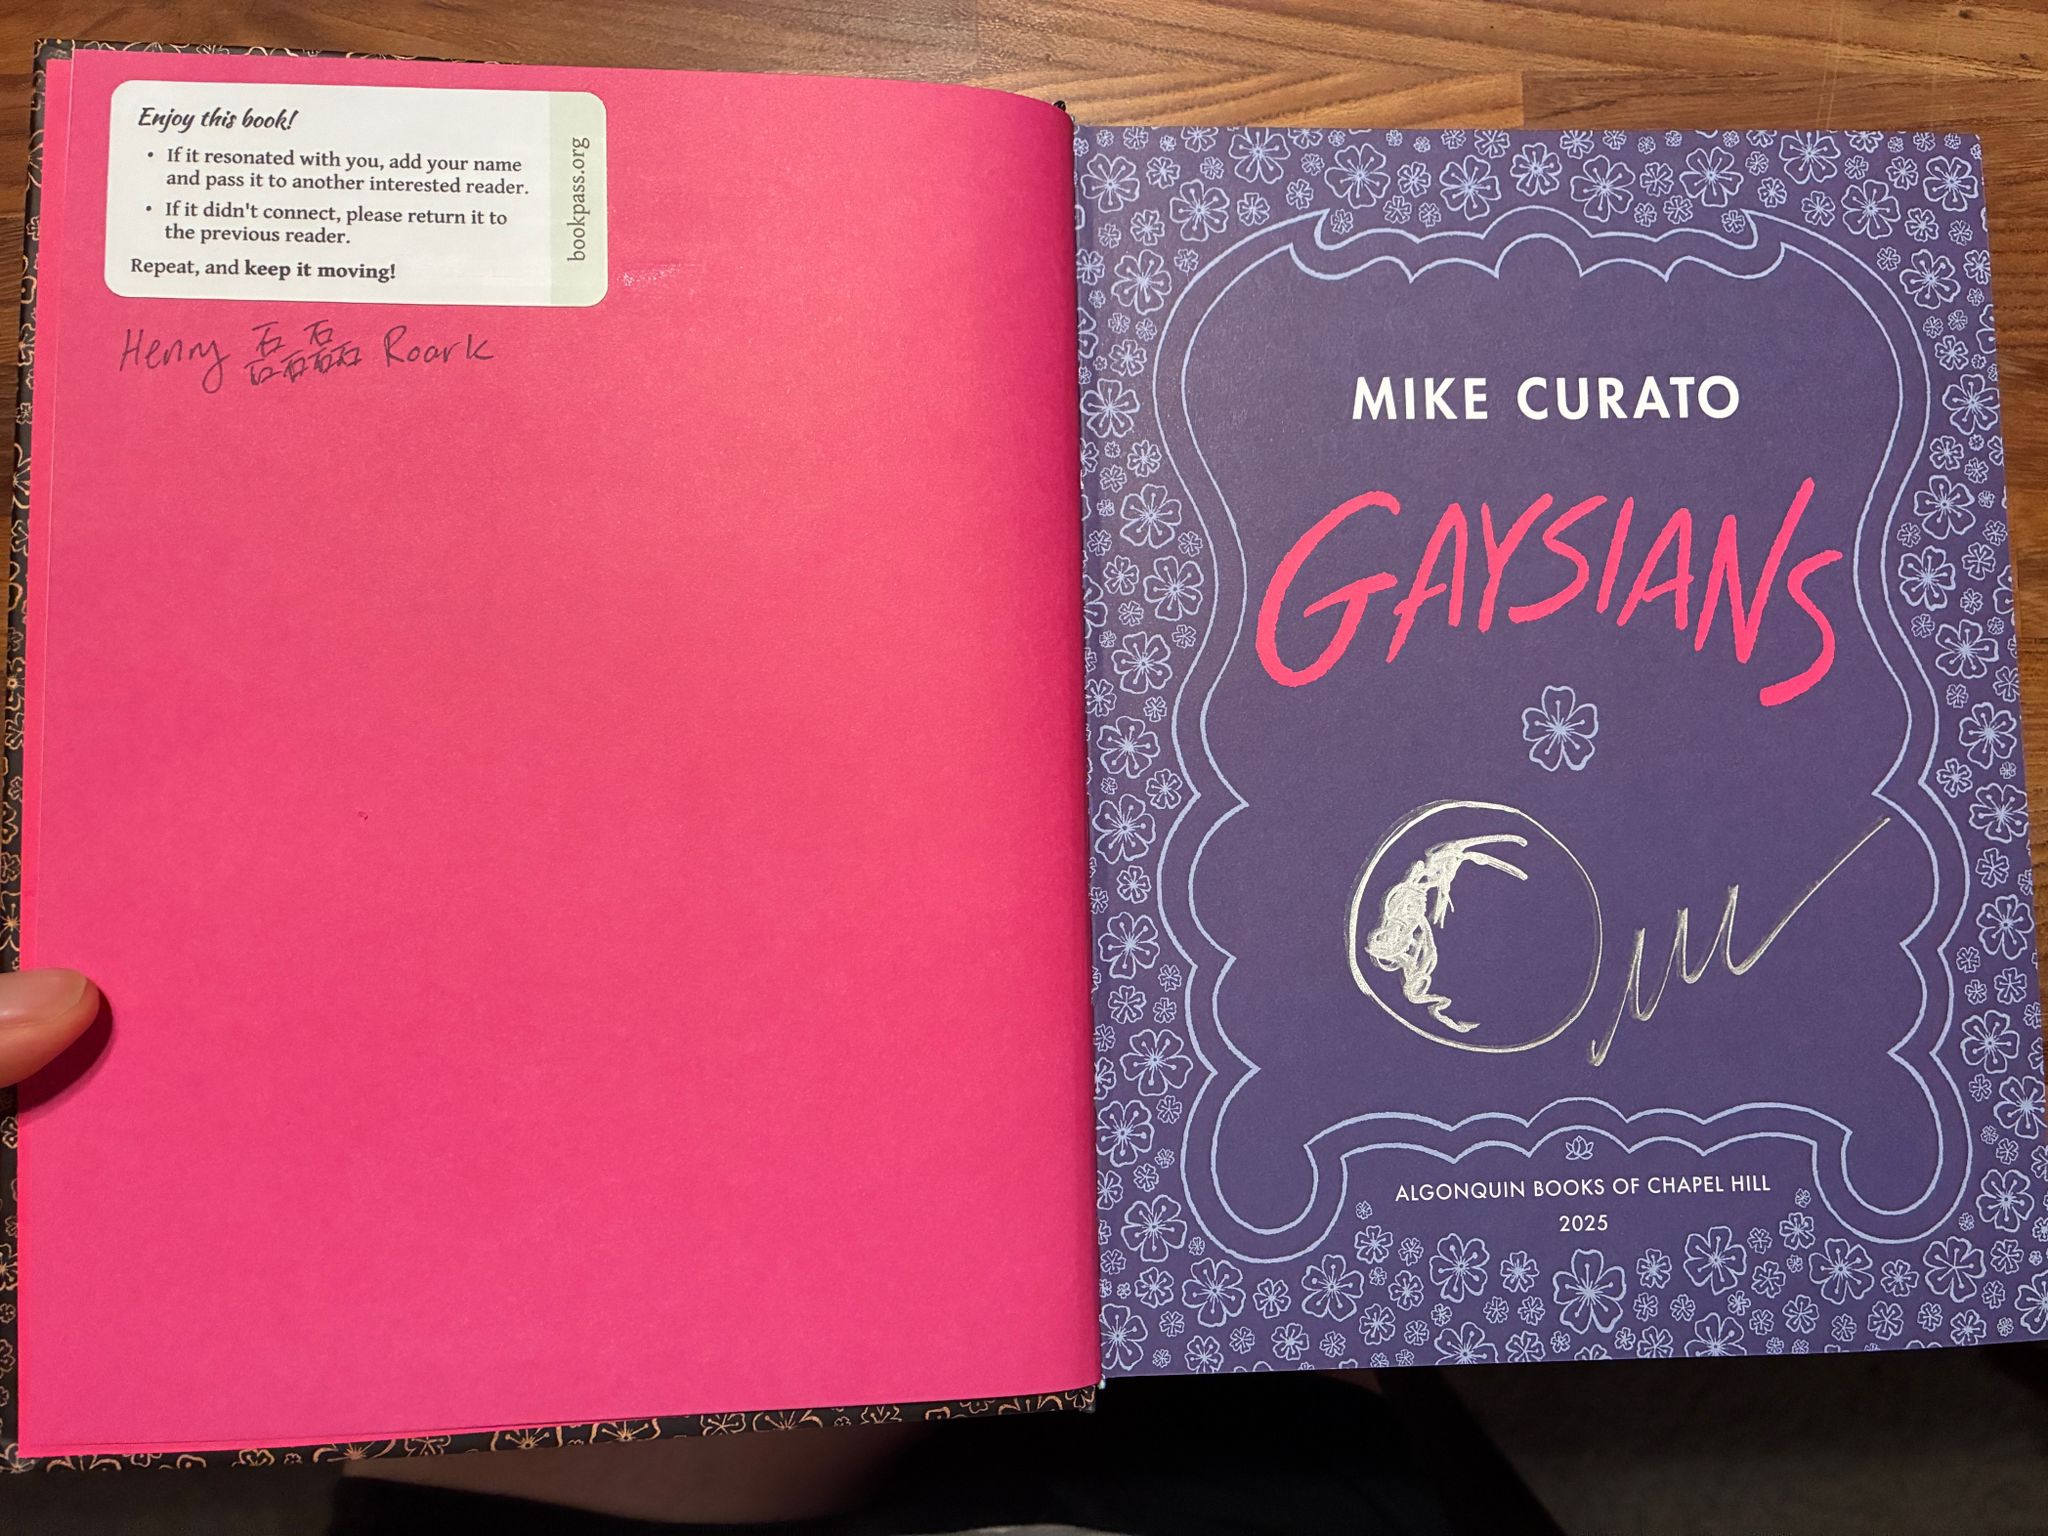 Enjoy this book!
• If it resonated with you, add your name
and pass it to another interested reader.
• If it didn't connect, please return it to
the previous reader.
Repeat, and keep it moving!
bookpass.org
Henry 磊磊 Roark
MIKE CURATO
GAYSIANS
ALGONQUIN BOOKS OF CHAPEL HILL
2025